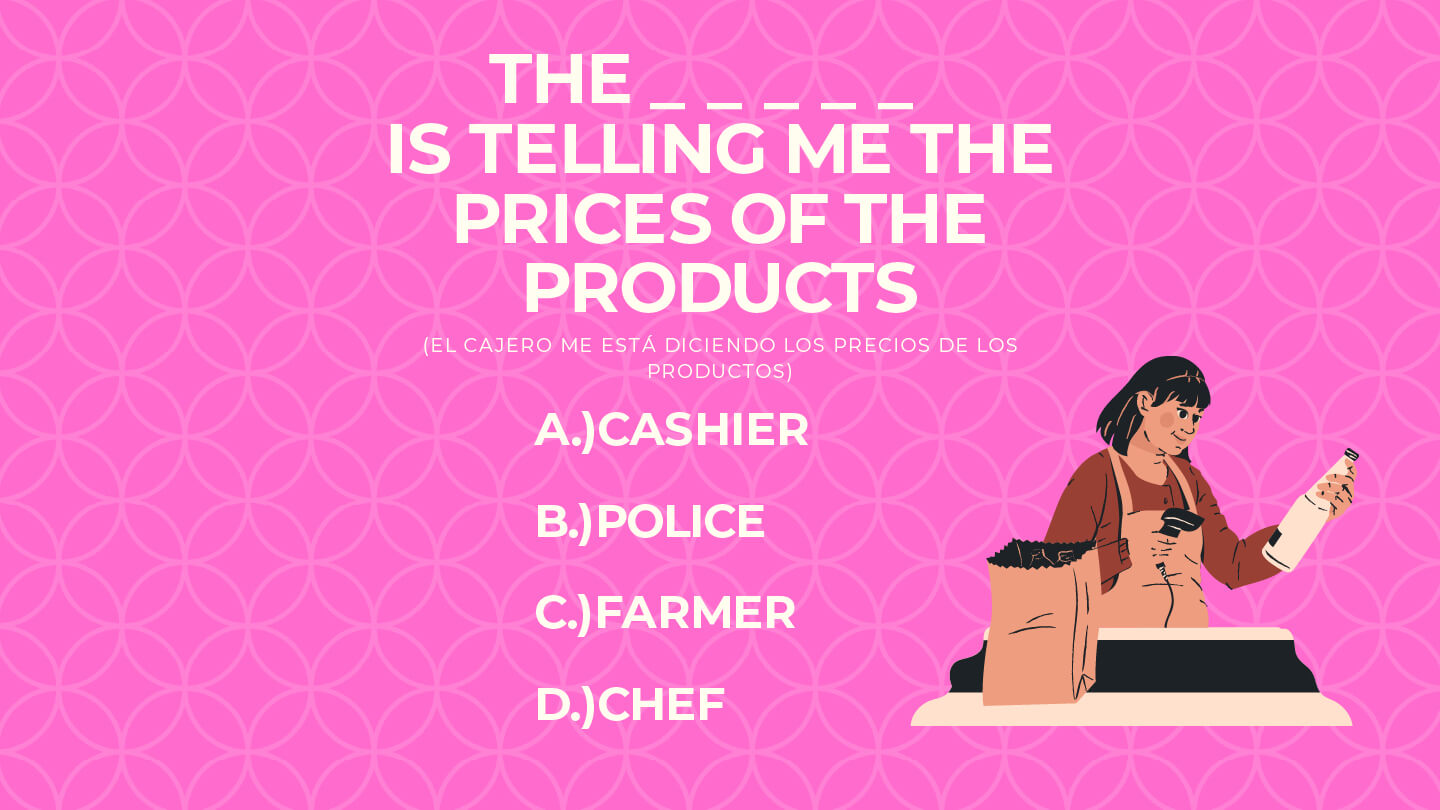 THE _ _ _ _ _
IS TELLING ME THE
PRICES OF THE
PRODUCTS
(EL CAJERO ME ESTÁ DICIENDO LOS PRECIOS DE LOS
PRODUCTOS)
A.)CASHIER
B.)POLICE
C.)FARMER
D.)CHEF